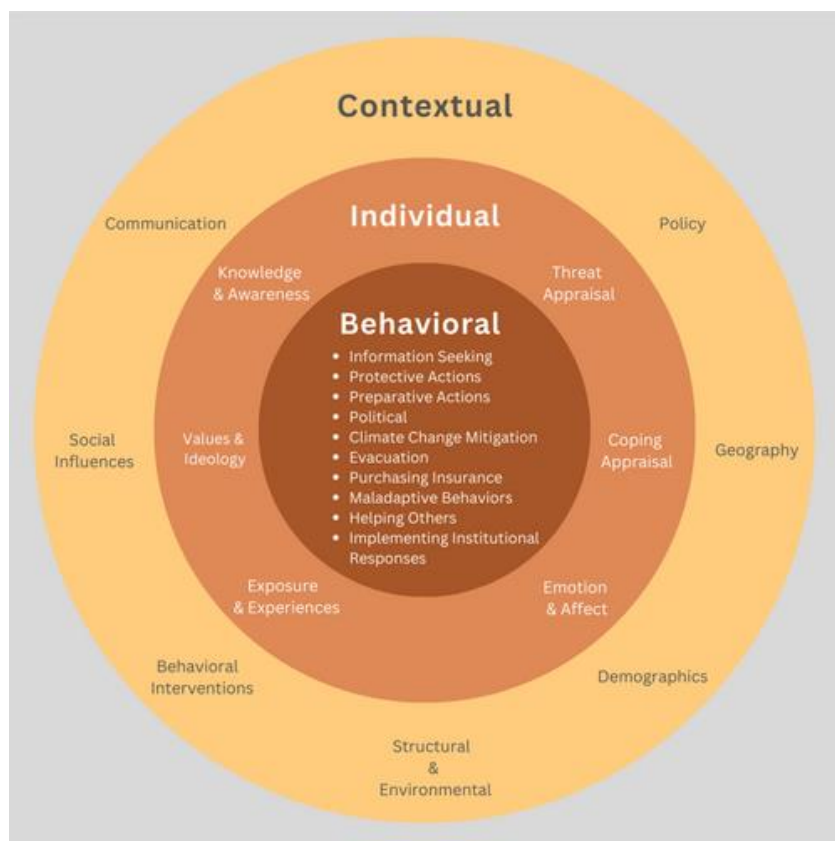 Contextual
Communication
Policy
Individual
Knowledge
& Awareness
Threat
Appraisal
Behavioral
• Information Seeking
• Protective Actions
• Preparative Actions
• Political
• Climate Change Mitigation
• Evacuation
• Purchasing Insurance
• Maladaptive Behaviors
• Helping Others
• Implementing Institutional
Responses
Social
Influences
Values &
Ideology
Coping
Appraisal
Geography
Exposure
& Experiences
Emotion
& Affect
Behavioral
Interventions
Demographics
Structural
&
Environmental